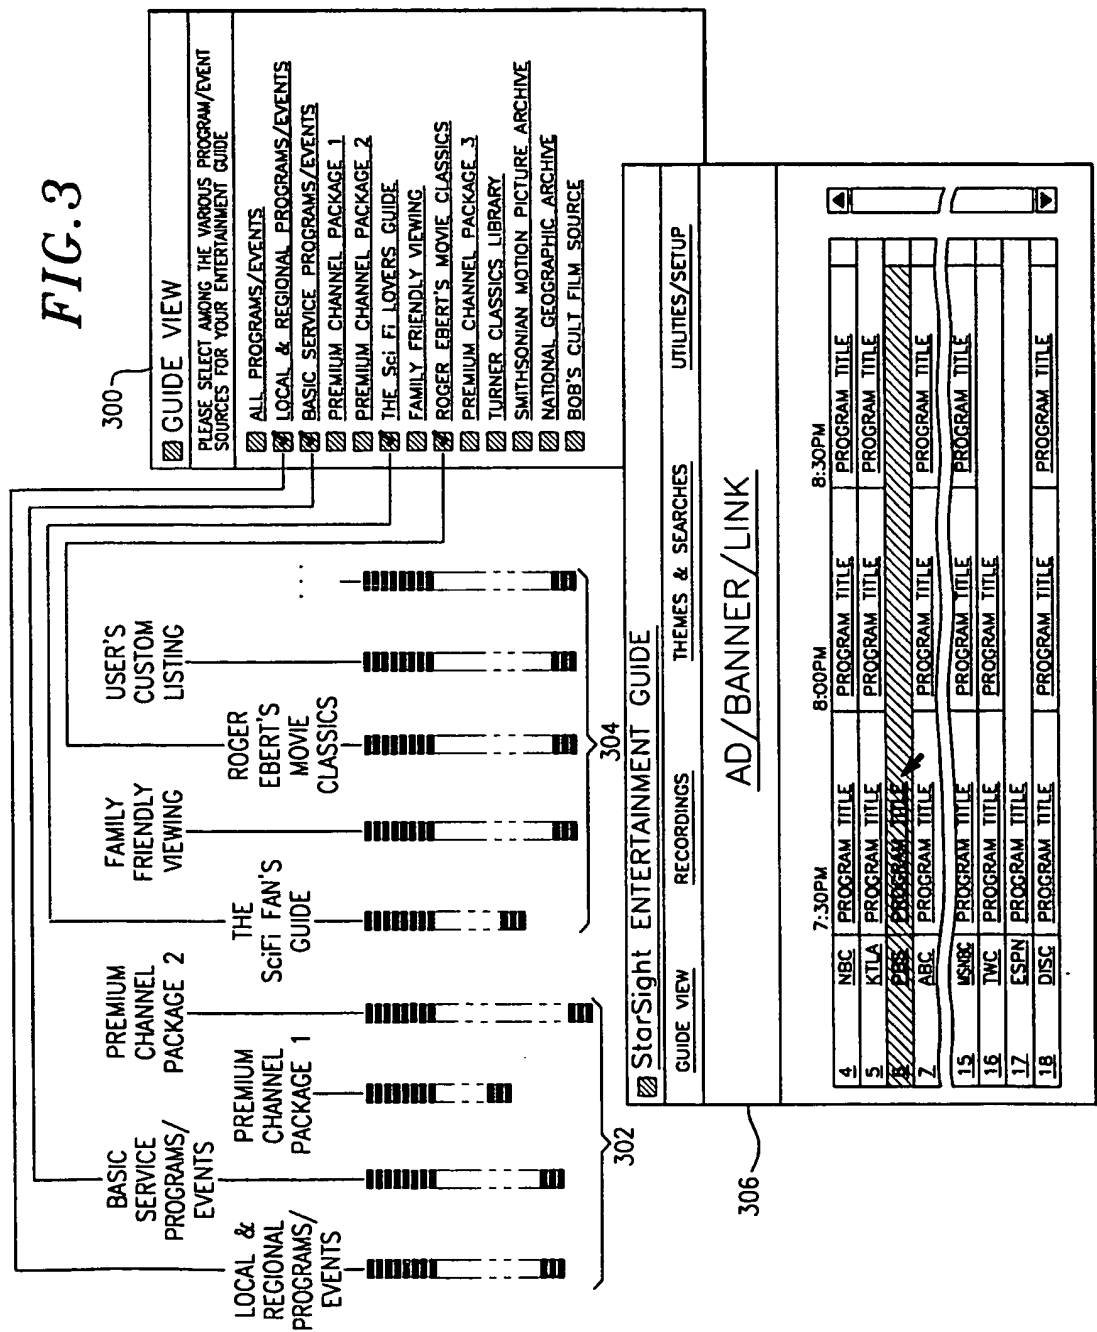 FIG.3
300
GUIDE VIEW
PLEASE SELECT AMONG THE VARIOUS PROGRAM/EVENT
SOURCES FOR YOUR ENTERTAINMENT GUIDE
ALL PROGRAMS/EVENTS
LOCAL & REGIONAL PROGRAMS/EVENTS
BASIC SERVICE PROGRAMS/EVENTS
PREMIUM CHANNEL PACKAGE 1
PREMIUM CHANNEL PACKAGE 2
THE Sci Fi LOVERS GUIDE
FAMILY FRIENDLY VIEWING
ROGER EBERT'S MOVIE CLASSICS
PREMIUM CHANNEL PACKAGE 3
TURNER CLASSICS LIBRARY
SMITHSONIAN MOTION PICTURE ARCHIVE
NATIONAL GEOGRAPHIC ARCHIVE
BOB'S CULT FILM SOURCE
LOCAL &
REGIONAL
PROGRAMS/
EVENTS
BASIC
SERVICE
PROGRAMS/
EVENTS
PREMIUM
CHANNEL
PACKAGE 1
PREMIUM
CHANNEL
PACKAGE 2
THE
SciFi FAN'S
GUIDE
FAMILY
FRIENDLY
VIEWING
ROGER
EBERT'S
MOVIE
CLASSICS
USER'S
CUSTOM
LISTING
...
302
304
306
StarSight ENTERTAINMENT GUIDE
GUIDE VIEW RECORDINGS THEMES & SEARCHES UTILITIES/SETUP
AD/BANNER/LINK
7:30PM 8:00PM 8:30PM
4 NBC PROGRAM TITLE PROGRAM TITLE PROGRAM TITLE
5 KTLA PROGRAM TITLE PROGRAM TITLE PROGRAM TITLE
6 PBS PROGRAM TITLE
7 ABC PROGRAM TITLE PROGRAM TITLE PROGRAM TITLE
15 MSNBC PROGRAM TITLE PROGRAM TITLE PROGRAM TITLE
16 TWC PROGRAM TITLE PROGRAM TITLE
17 ESPN PROGRAM TITLE
18 DISC PROGRAM TITLE PROGRAM TITLE PROGRAM TITLE